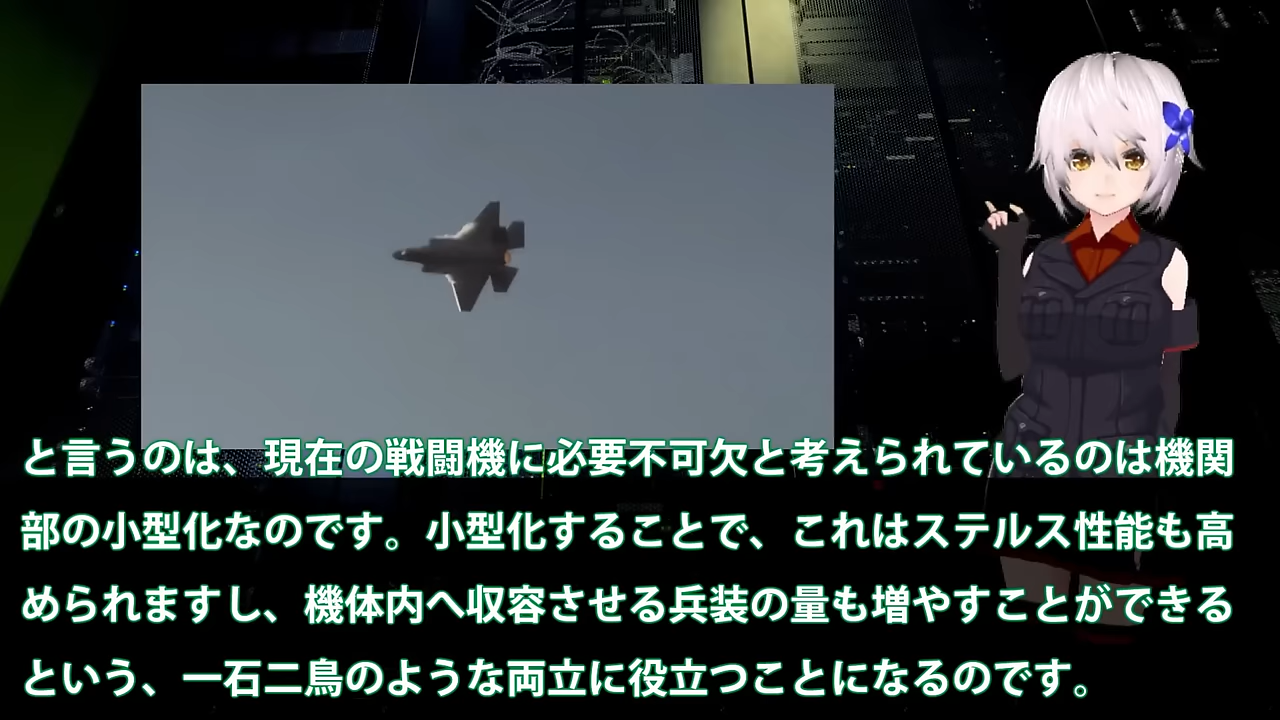 と言うのは、現在の戦闘機に必要不可欠と考えられているのは機関
部の小型化なのです。小型化することで、これはステルス性能も高
められますし、機体内へ収容させる兵装の量も増やすことができる
という、一石二鳥のような両立に役立つことになるのです。